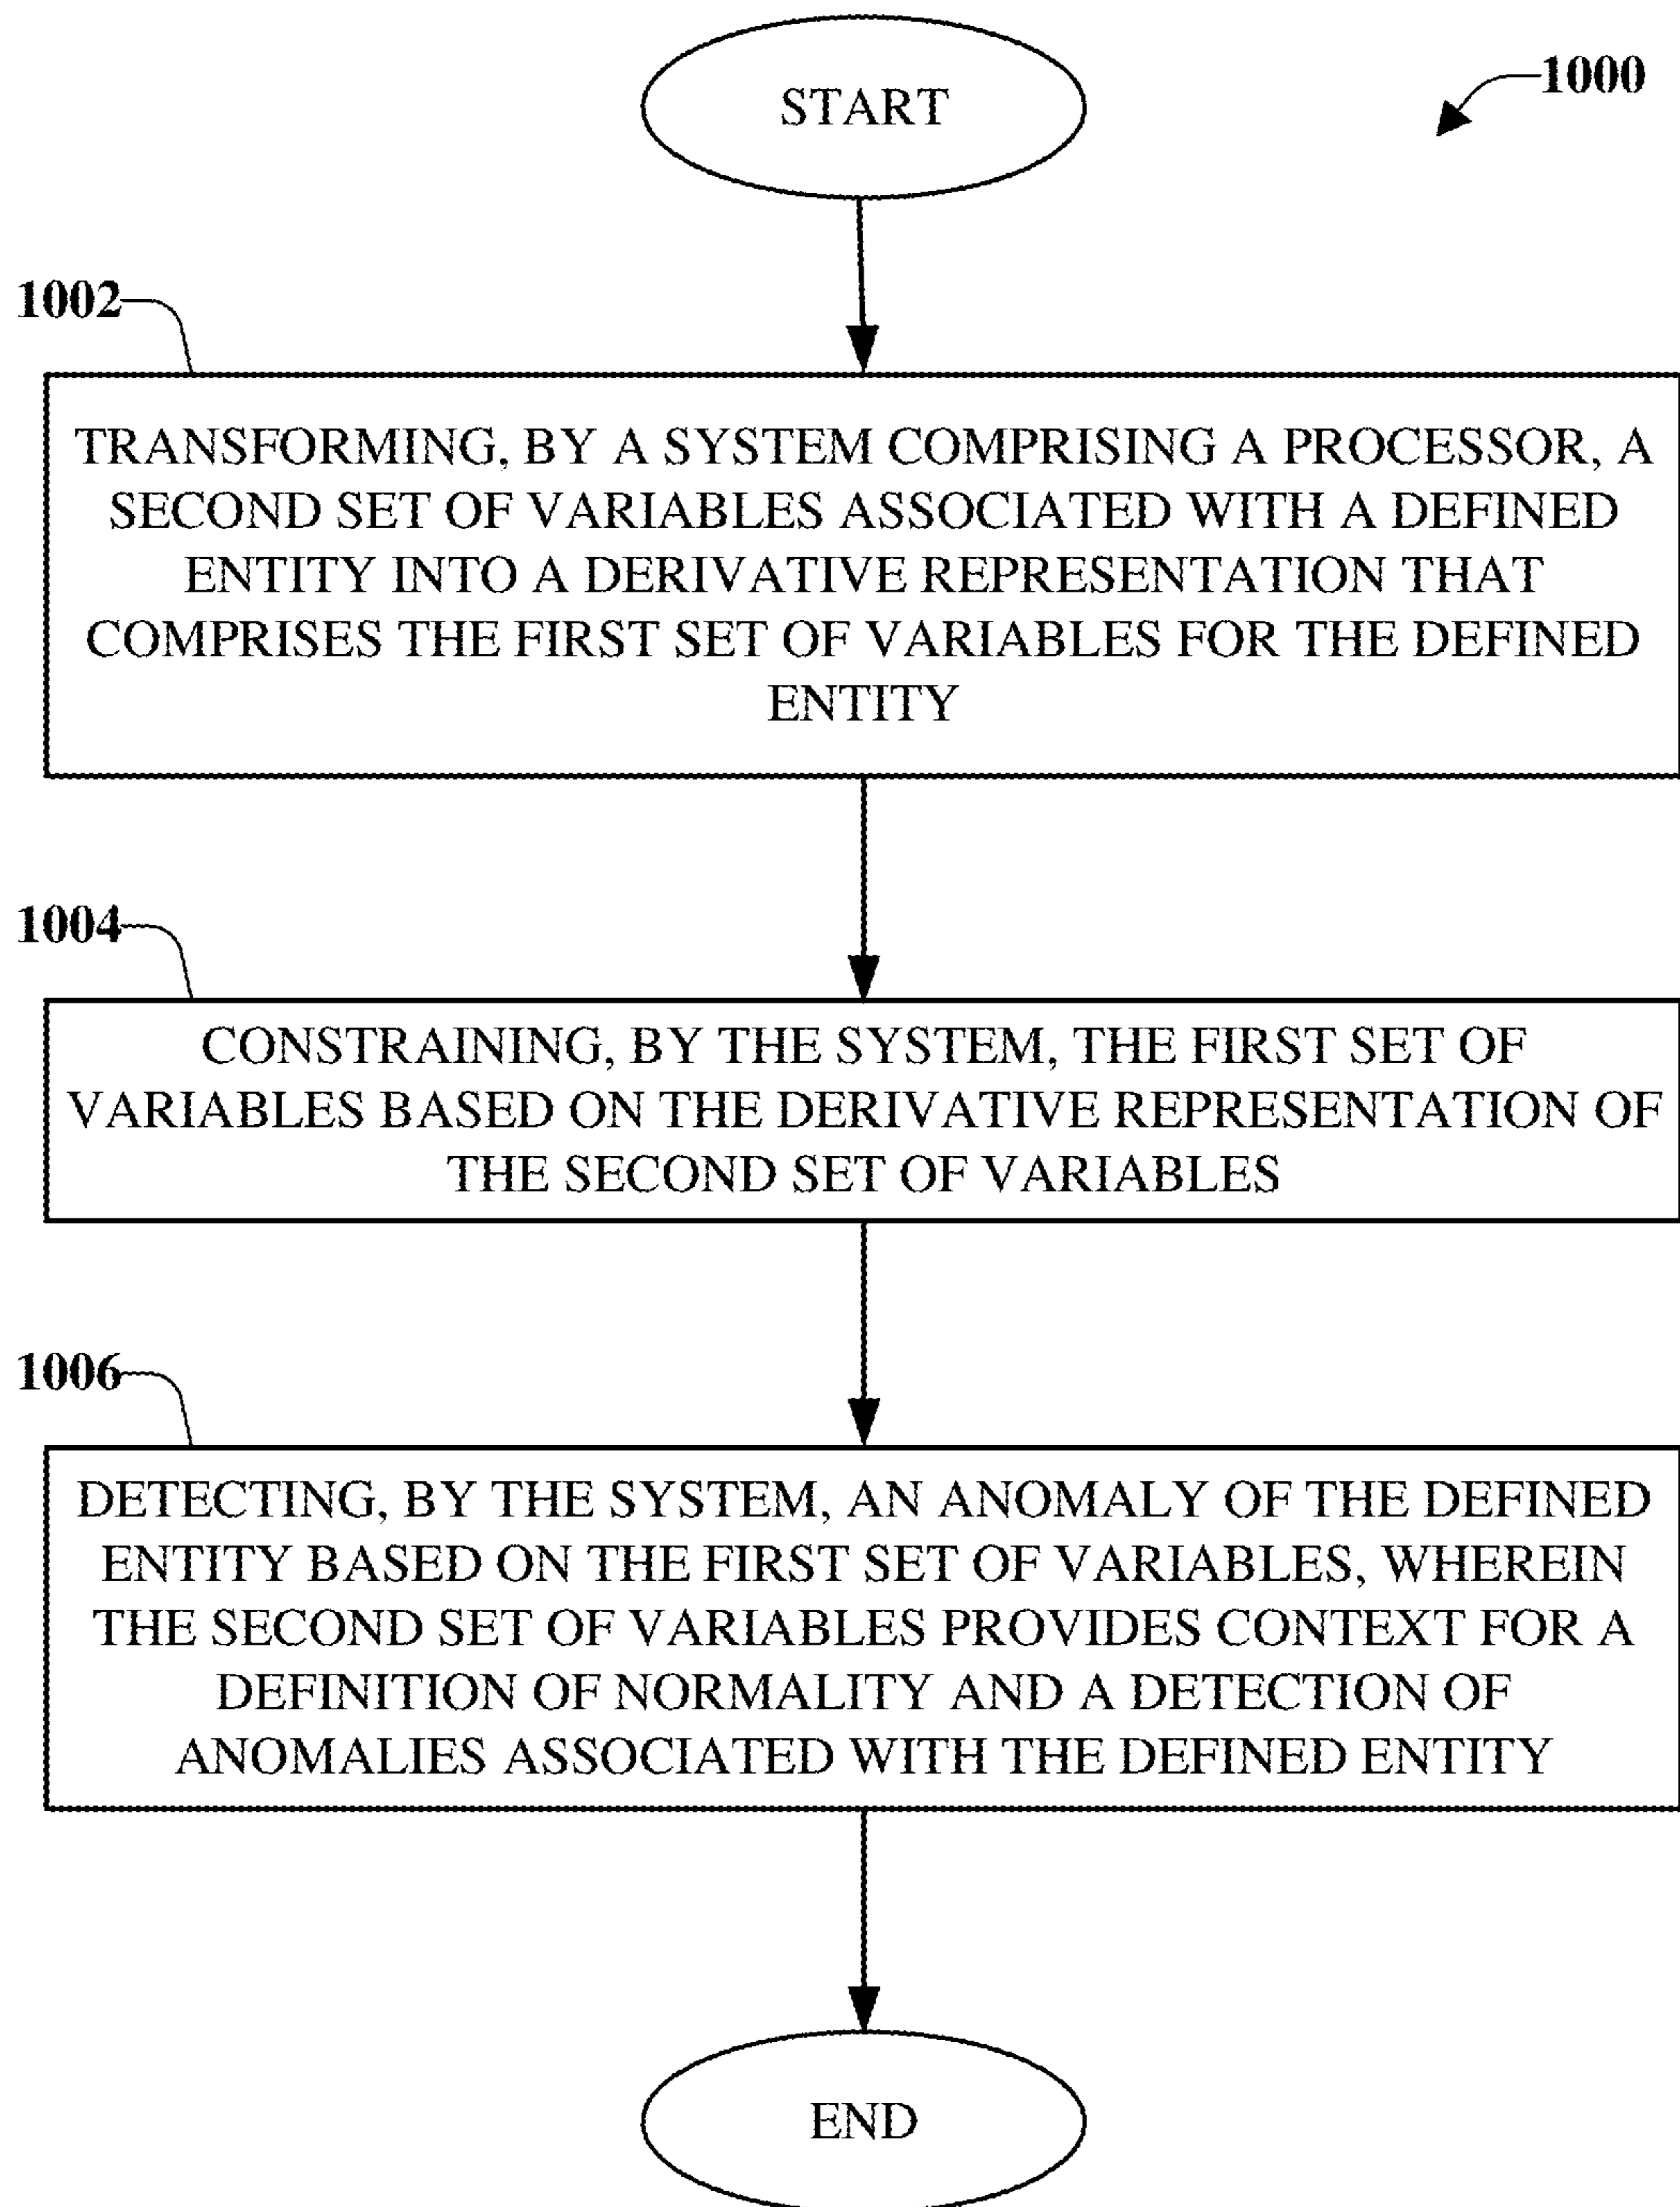 START
1000
1002
TRANSFORMING, BY A SYSTEM COMPRISING A PROCESSOR, A
SECOND SET OF VARIABLES ASSOCIATED WITH A DEFINED
ENTITY INTO A DERIVATIVE REPRESENTATION THAT
COMPRISES THE FIRST SET OF VARIABLES FOR THE DEFINED
ENTITY
1004
CONSTRAINING, BY THE SYSTEM, THE FIRST SET OF
VARIABLES BASED ON THE DERIVATIVE REPRESENTATION OF
THE SECOND SET OF VARIABLES
1006
DETECTING, BY THE SYSTEM, AN ANOMALY OF THE DEFINED
ENTITY BASED ON THE FIRST SET OF VARIABLES, WHEREIN
THE SECOND SET OF VARIABLES PROVIDES CONTEXT FOR A
DEFINITION OF NORMALITY AND A DETECTION OF
ANOMALIES ASSOCIATED WITH THE DEFINED ENTITY
END